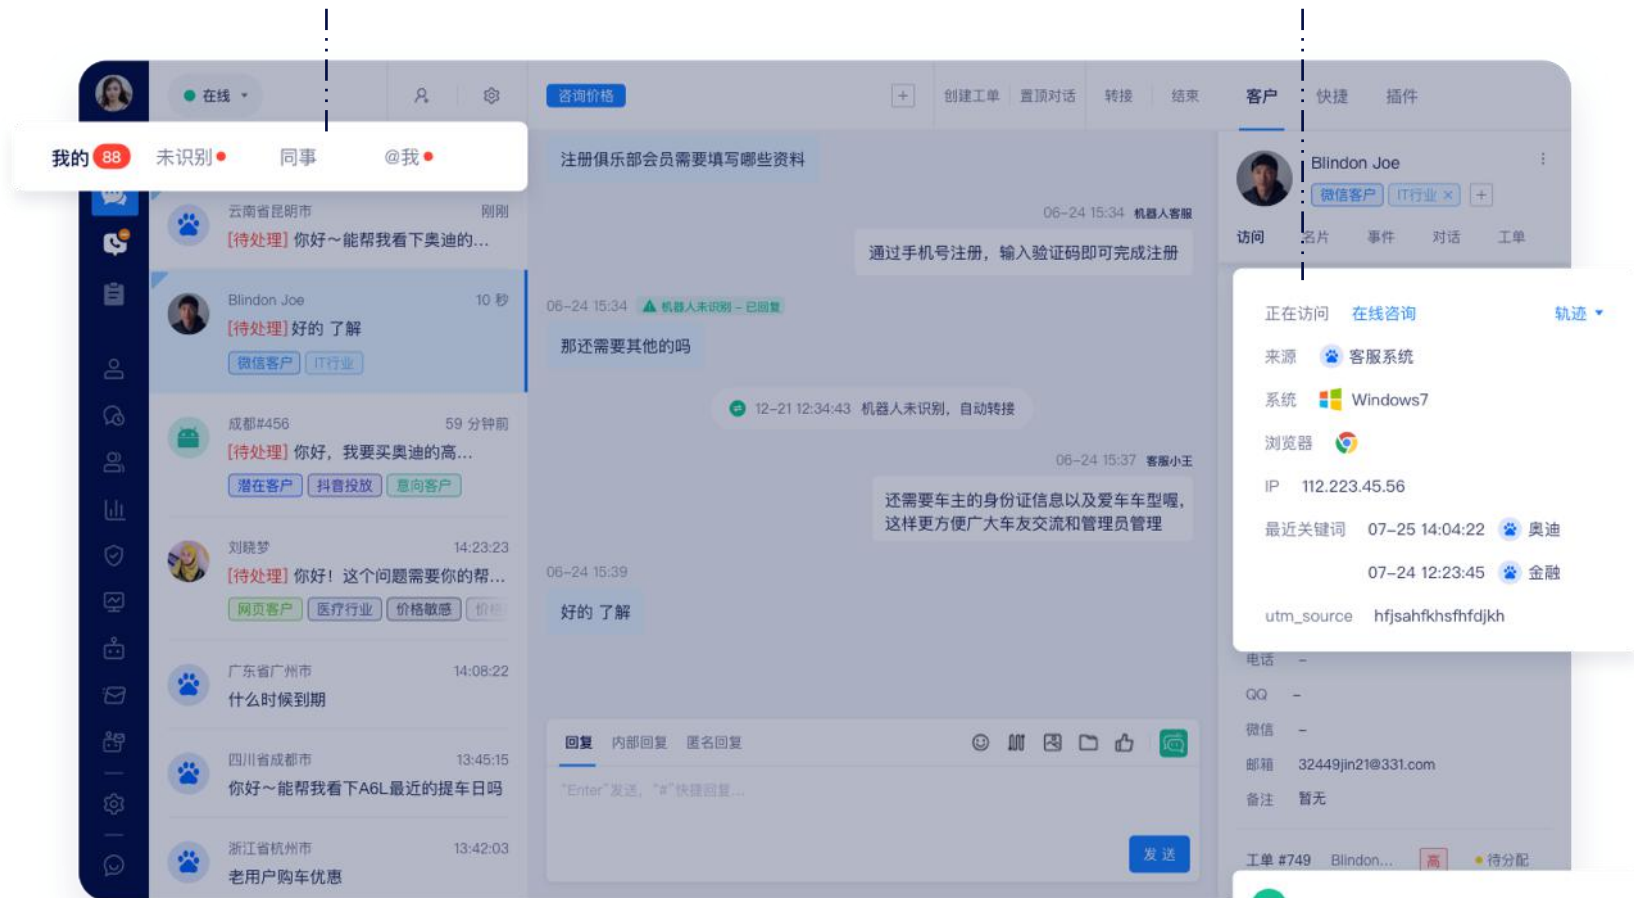 在线
我的 88 未识别 同事 @我
云南省昆明市 刚刚
[待处理] 你好～能帮我看下奥迪的...
Blindon Joe 10 秒
[待处理] 好的 了解
微信客户 IT行业
成都#456 59 分钟前
[待处理] 你好，我要买奥迪的高...
潜在客户 抖音投放 意向客户
刘晓梦 14:23:23
[待处理] 你好！这个问题需要你的帮...
网页客户 医疗行业 价格敏感 价格
广东省广州市 14:08:22
什么时候到期
四川省成都市 13:45:15
你好～能帮我看下A6L最近的提车日吗
浙江省杭州市 13:42:03
老用户购车优惠
咨询价格 创建工单 置顶对话 转接 结束
注册俱乐部会员需要填写哪些资料
06-24 15:34 机器人客服
通过手机号注册，输入验证码即可完成注册
06-24 15:34 机器人未识别 – 已回复
那还需要其他的吗
12-21 12:34:43 机器人未识别，自动转接
06-24 15:37 客服小王
还需要车主的身份证信息以及爱车车型喔，
这样更方便广大车友交流和管理员管理
06-24 15:39
好的 了解
回复 内部回复 匿名回复
"Enter"发送，"#"快捷回复...
发 送
客户 快捷 插件
Blindon Joe
微信客户 IT行业 ×
访问 名片 事件 对话 工单
正在访问 在线咨询 轨迹
来源 客服系统
系统 Windows7
浏览器
IP 112.223.45.56
最近关键词 07-25 14:04:22 奥迪
07-24 12:23:45 金融
utm_source hfjsahfkhsfhfdjkh
电话 –
QQ –
微信 –
邮箱 32449jin21@331.com
备注 暂无
工单 #749 Blindon... 高 待分配